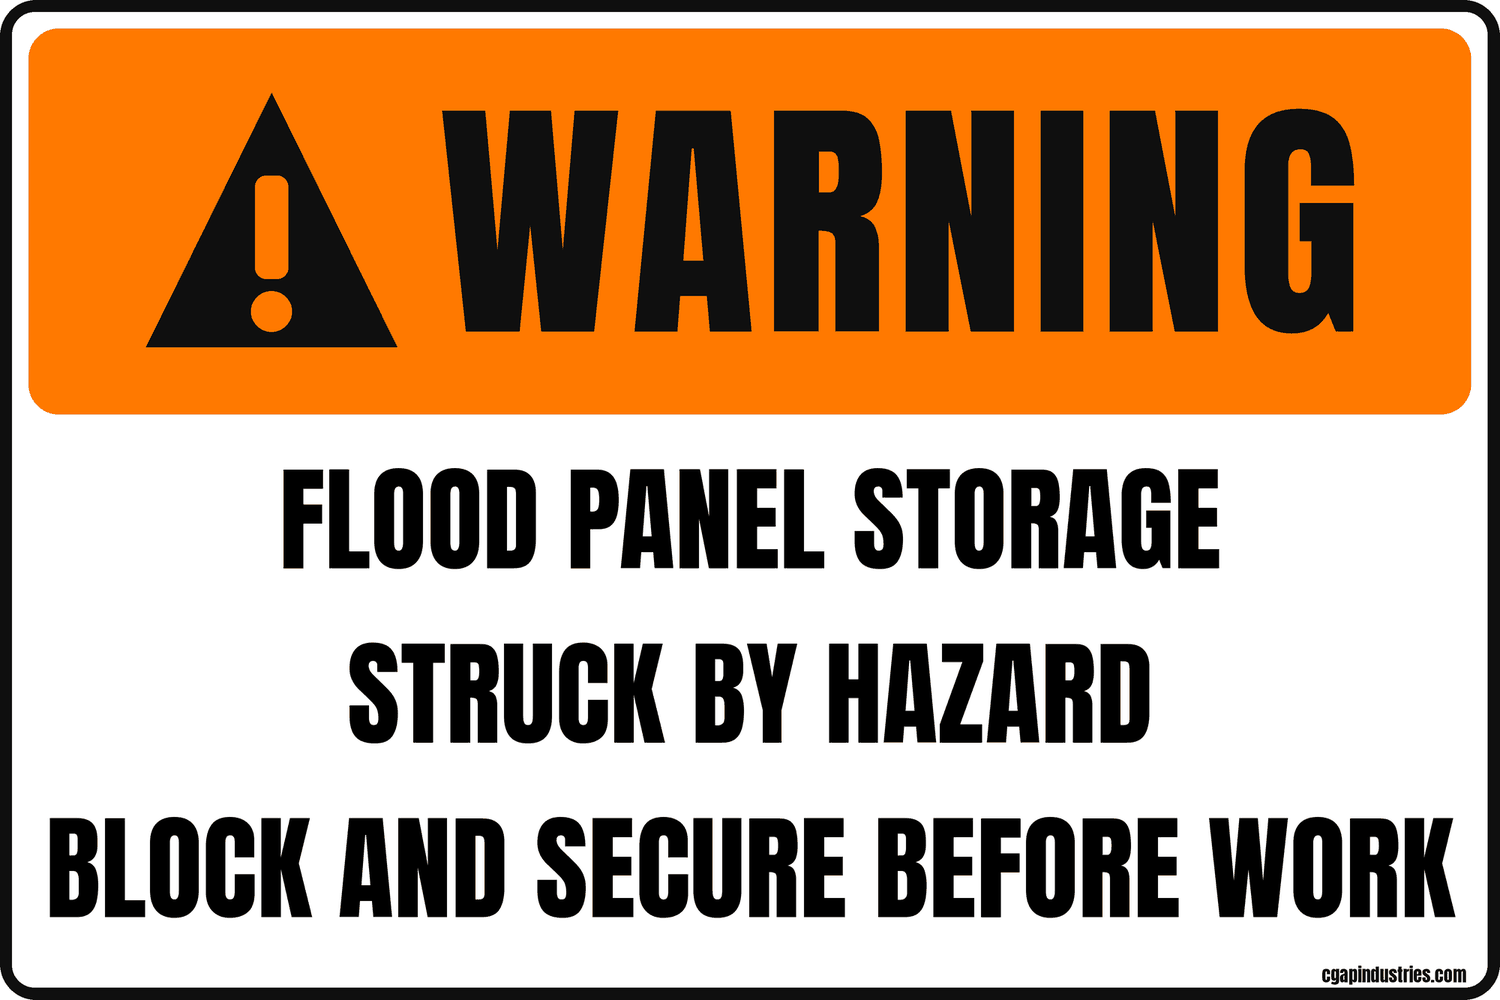 WARNING
FLOOD PANEL STORAGE
STRUCK BY HAZARD
BLOCK AND SECURE BEFORE WORK
cgapindustries.com